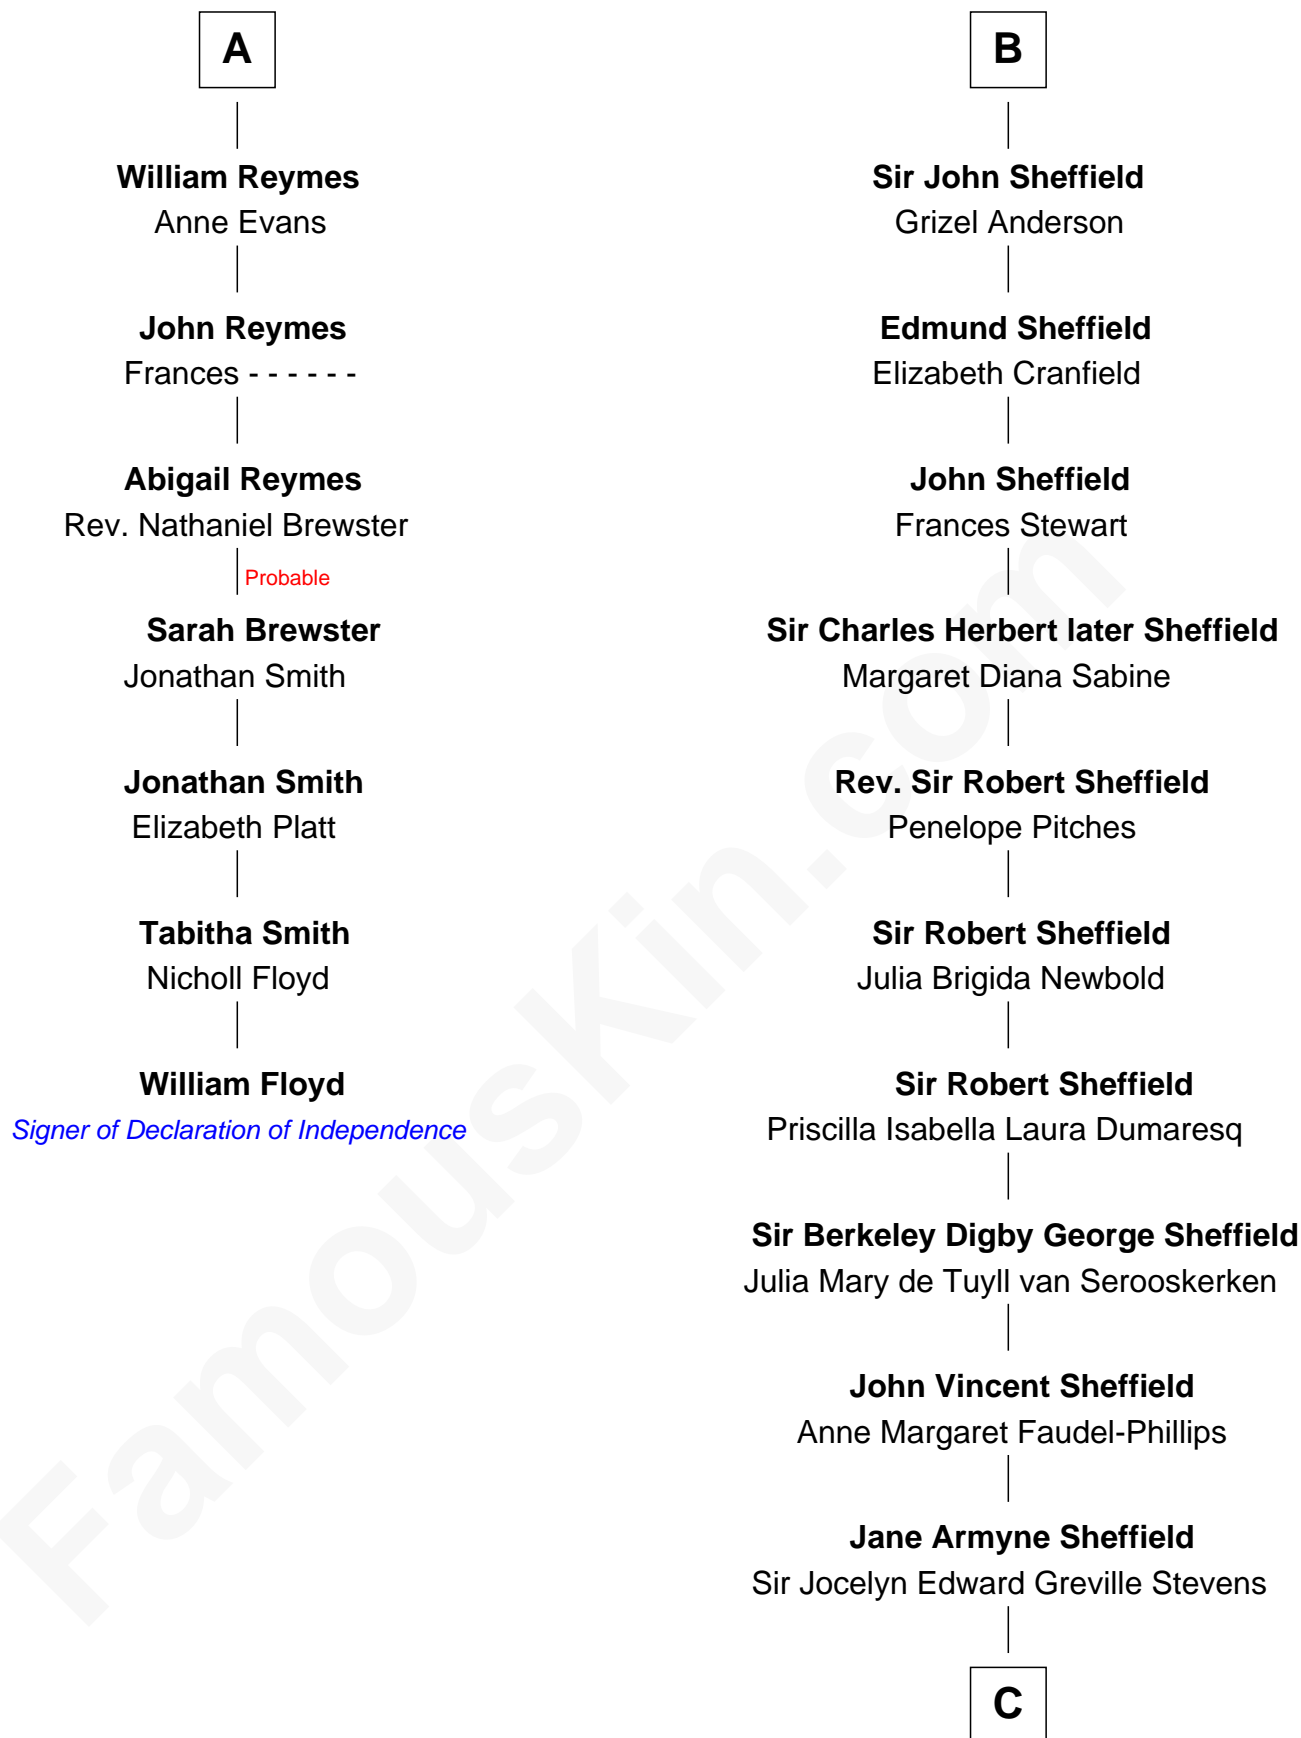 A
William Reymes
Anne Evans
John Reymes
Frances - - - - - -
Abigail Reymes
Rev. Nathaniel Brewster
Probable
Sarah Brewster
Jonathan Smith
Jonathan Smith
Elizabeth Platt
Tabitha Smith
Nicholl Floyd
William Floyd
Signer of Declaration of Independence
B
Sir John Sheffield
Grizel Anderson
Edmund Sheffield
Elizabeth Cranfield
John Sheffield
Frances Stewart
Sir Charles Herbert later Sheffield
Margaret Diana Sabine
Rev. Sir Robert Sheffield
Penelope Pitches
Sir Robert Sheffield
Julia Brigida Newbold
Sir Robert Sheffield
Priscilla Isabella Laura Dumaresq
Sir Berkeley Digby George Sheffield
Julia Mary de Tuyll van Serooskerken
John Vincent Sheffield
Anne Margaret Faudel-Phillips
Jane Armyne Sheffield
Sir Jocelyn Edward Greville Stevens
C
FamousKin.com